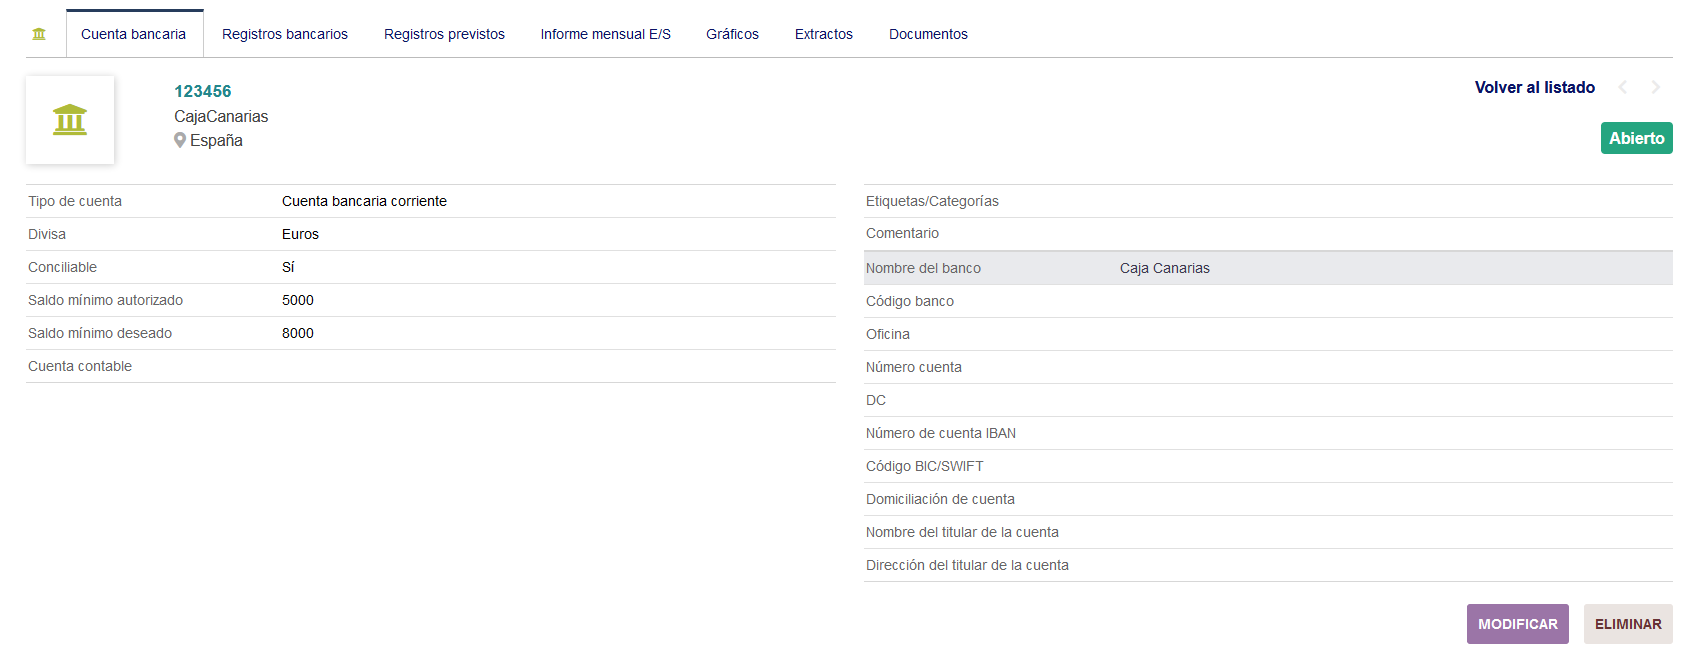 Cuenta bancaria Registros bancarios Registros previstos Informe mensual E/S Gráficos Extractos Documentos
123456
CajaCanarias
España
Volver al listado
Abierto
Tipo de cuenta Cuenta bancaria corriente
Divisa Euros
Conciliable Sí
Saldo mínimo autorizado 5000
Saldo mínimo deseado 8000
Cuenta contable
Etiquetas/Categorías
Comentario
Nombre del banco Caja Canarias
Código banco
Oficina
Número cuenta
DC
Número de cuenta IBAN
Código BIC/SWIFT
Domiciliación de cuenta
Nombre del titular de la cuenta
Dirección del titular de la cuenta
MODIFICAR ELIMINAR